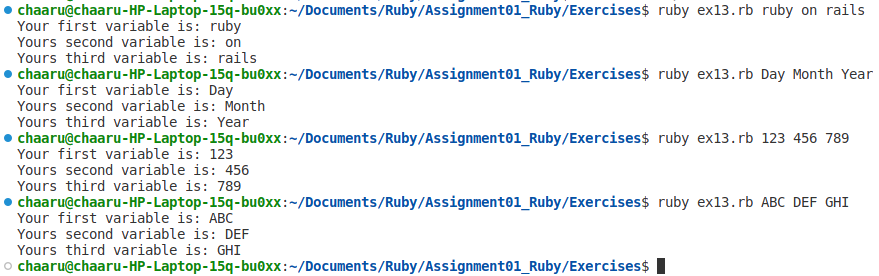 chaaru@chaaru-HP-Laptop-15q-bu0xx:~/Documents/Ruby/Assignment01_Ruby/Exercises$ ruby ex13.rb ruby on rails
Your first variable is: ruby
Yours second variable is: on
Yours third variable is: rails
chaaru@chaaru-HP-Laptop-15q-bu0xx:~/Documents/Ruby/Assignment01_Ruby/Exercises$ ruby ex13.rb Day Month Year
Your first variable is: Day
Yours second variable is: Month
Yours third variable is: Year
chaaru@chaaru-HP-Laptop-15q-bu0xx:~/Documents/Ruby/Assignment01_Ruby/Exercises$ ruby ex13.rb 123 456 789
Your first variable is: 123
Yours second variable is: 456
Yours third variable is: 789
chaaru@chaaru-HP-Laptop-15q-bu0xx:~/Documents/Ruby/Assignment01_Ruby/Exercises$ ruby ex13.rb ABC DEF GHI
Your first variable is: ABC
Yours second variable is: DEF
Yours third variable is: GHI
chaaru@chaaru-HP-Laptop-15q-bu0xx:~/Documents/Ruby/Assignment01_Ruby/Exercises$